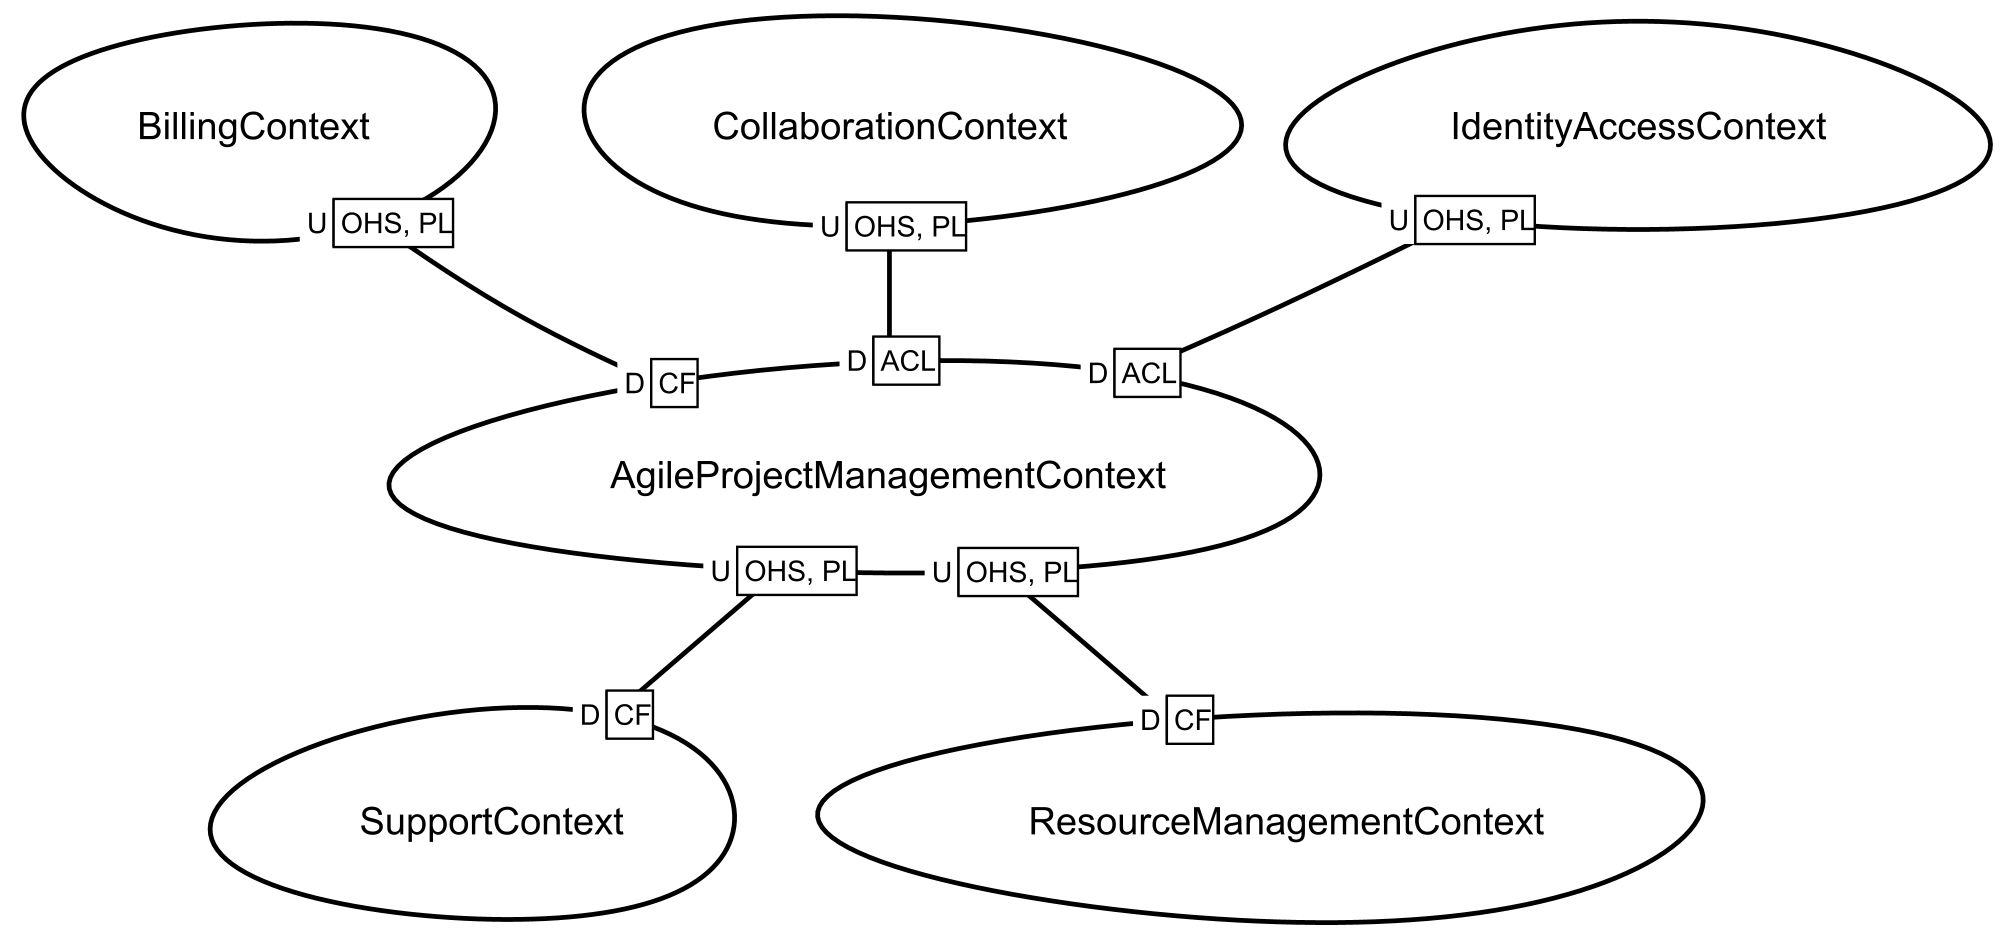 BillingContext
CollaborationContext
IdentityAccessContext
U OHS, PL
U OHS, PL
U OHS, PL
D CF
D ACL
D ACL
AgileProjectManagementContext
U OHS, PL
U OHS, PL
D CF
D CF
SupportContext
ResourceManagementContext